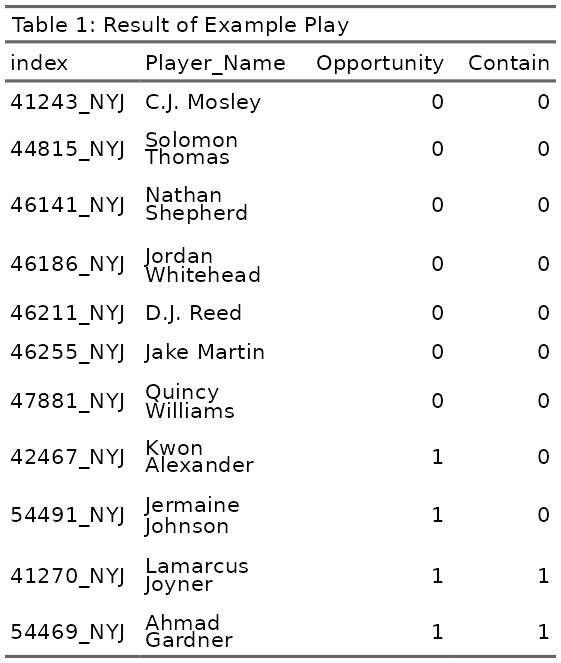 Table 1: Result of Example Play
index Player_Name Opportunity Contain
41243_NYJ C.J. Mosley 0 0
44815_NYJ Solomon Thomas 0 0
46141_NYJ Nathan Shepherd 0 0
46186_NYJ Jordan Whitehead 0 0
46211_NYJ D.J. Reed 0 0
46255_NYJ Jake Martin 0 0
47881_NYJ Quincy Williams 0 0
42467_NYJ Kwon Alexander 1 0
54491_NYJ Jermaine Johnson 1 0
41270_NYJ Lamarcus Joyner 1 1
54469_NYJ Ahmad Gardner 1 1